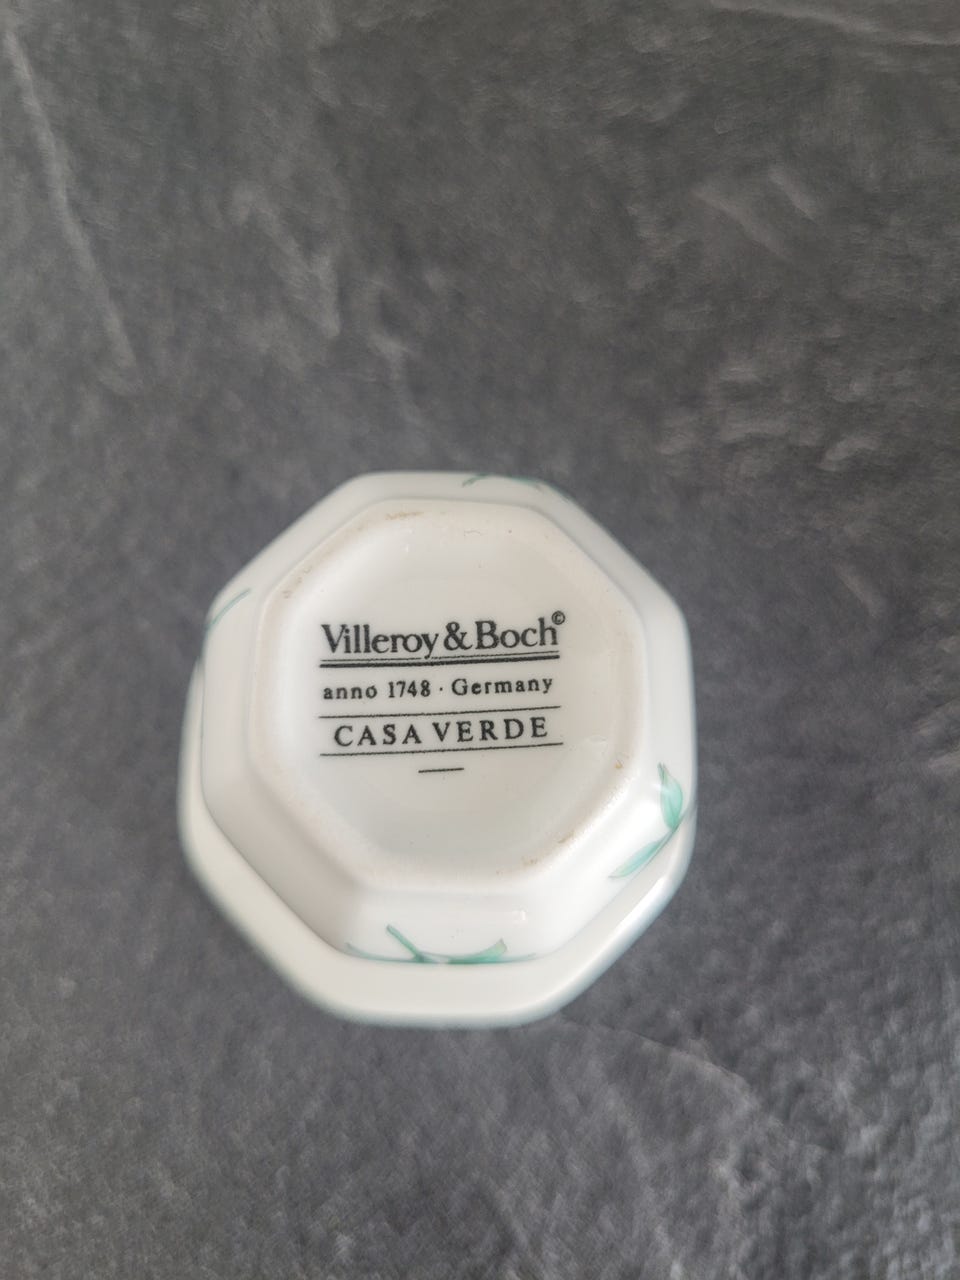 Villeroy & Boch©
anno 1748 · Germany
CASA VERDE